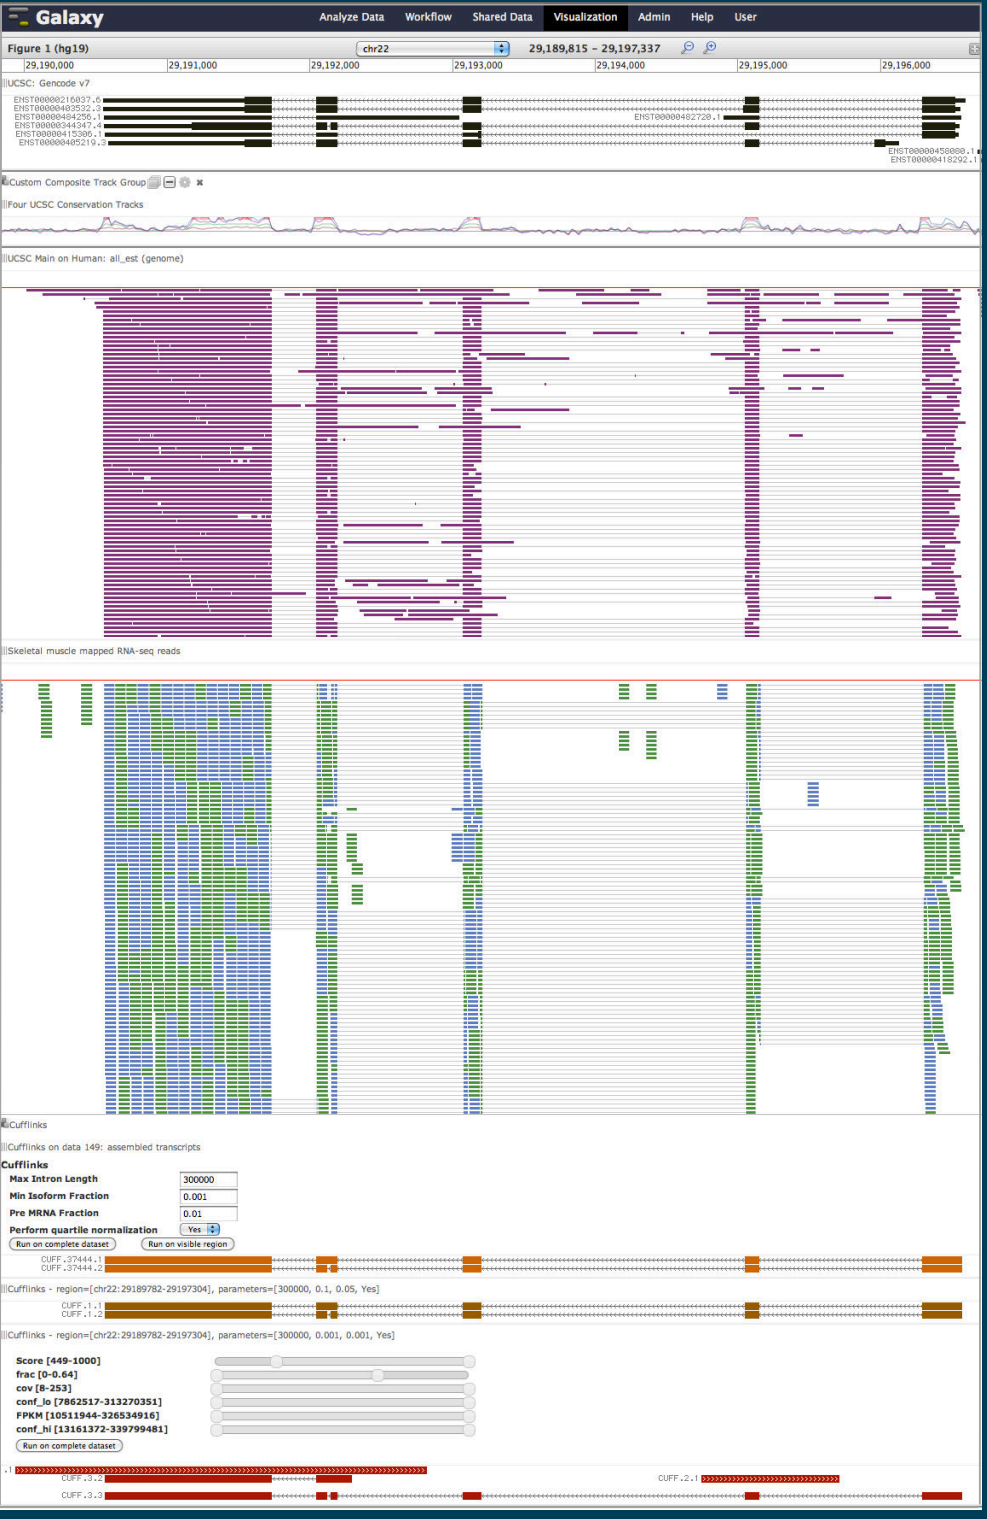 Galaxy Analyze Data Workflow Shared Data Visualization Admin Help User
Figure 1 (hg19) chr22 29,189,815 - 29,197,337
29,190,000 29,191,000 29,192,000 29,193,000 29,194,000 29,195,000 29,196,000
UCSC: Gencode v7
ENST00000216037.6
ENST00000403532.3
ENST00000484256.1 ENST00000482720.1
ENST00000344347.4
ENST00000415306.1
ENST00000405219.3
ENST00000458080.1
ENST00000418292.1
Custom Composite Track Group
Four UCSC Conservation Tracks
UCSC Main on Human: all_est (genome)
Skeletal muscle mapped RNA-seq reads
Cufflinks
Cufflinks on data 149: assembled transcripts
Cufflinks
Max Intron Length 300000
Min Isoform Fraction 0.001
Pre MRNA Fraction 0.01
Perform quartile normalization Yes
Run on complete dataset Run on visible region
CUFF.37444.1
CUFF.37444.2
Cufflinks - region=[chr22:29189782-29197304], parameters=[300000, 0.1, 0.05, Yes]
CUFF.1.1
CUFF.1.2
Cufflinks - region=[chr22:29189782-29197304], parameters=[300000, 0.001, 0.001, Yes]
Score [449-1000]
frac [0-0.64]
cov [8-253]
conf_lo [7862517-313270351]
FPKM [10511944-326534916]
conf_hi [13161372-339799481]
Run on complete dataset
.1
CUFF.3.2 CUFF.2.1
CUFF.3.3